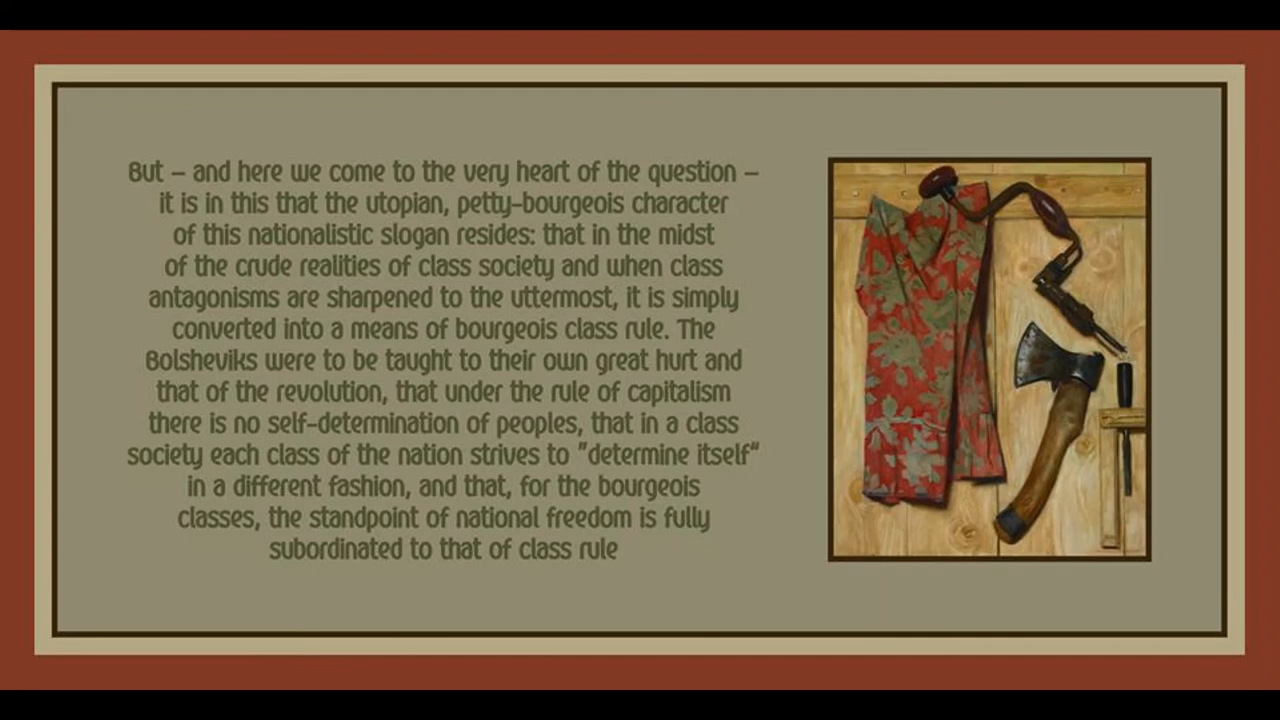 But – and here we come to the very heart of the question –
it is in this that the utopian, petty-bourgeois character
of this nationalistic slogan resides: that in the midst
of the crude realities of class society and when class
antagonisms are sharpened to the uttermost, it is simply
converted into a means of bourgeois class rule. The
Bolsheviks were to be taught to their own great hurt and
that of the revolution, that under the rule of capitalism
there is no self-determination of peoples, that in a class
society each class of the nation strives to "determine itself"
in a different fashion, and that, for the bourgeois
classes, the standpoint of national freedom is fully
subordinated to that of class rule